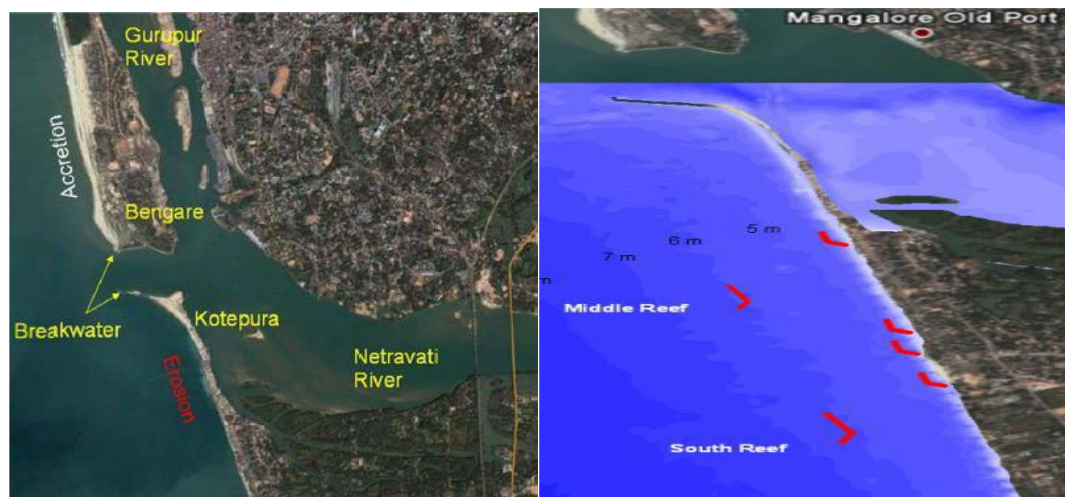 Gurupur
River
Accretion
Bengare
Breakwater
Kotepura
Erosion
Netravati
River
Mangalore Old Port
5 m
6 m
7 m
m
Middle Reef
South Reef